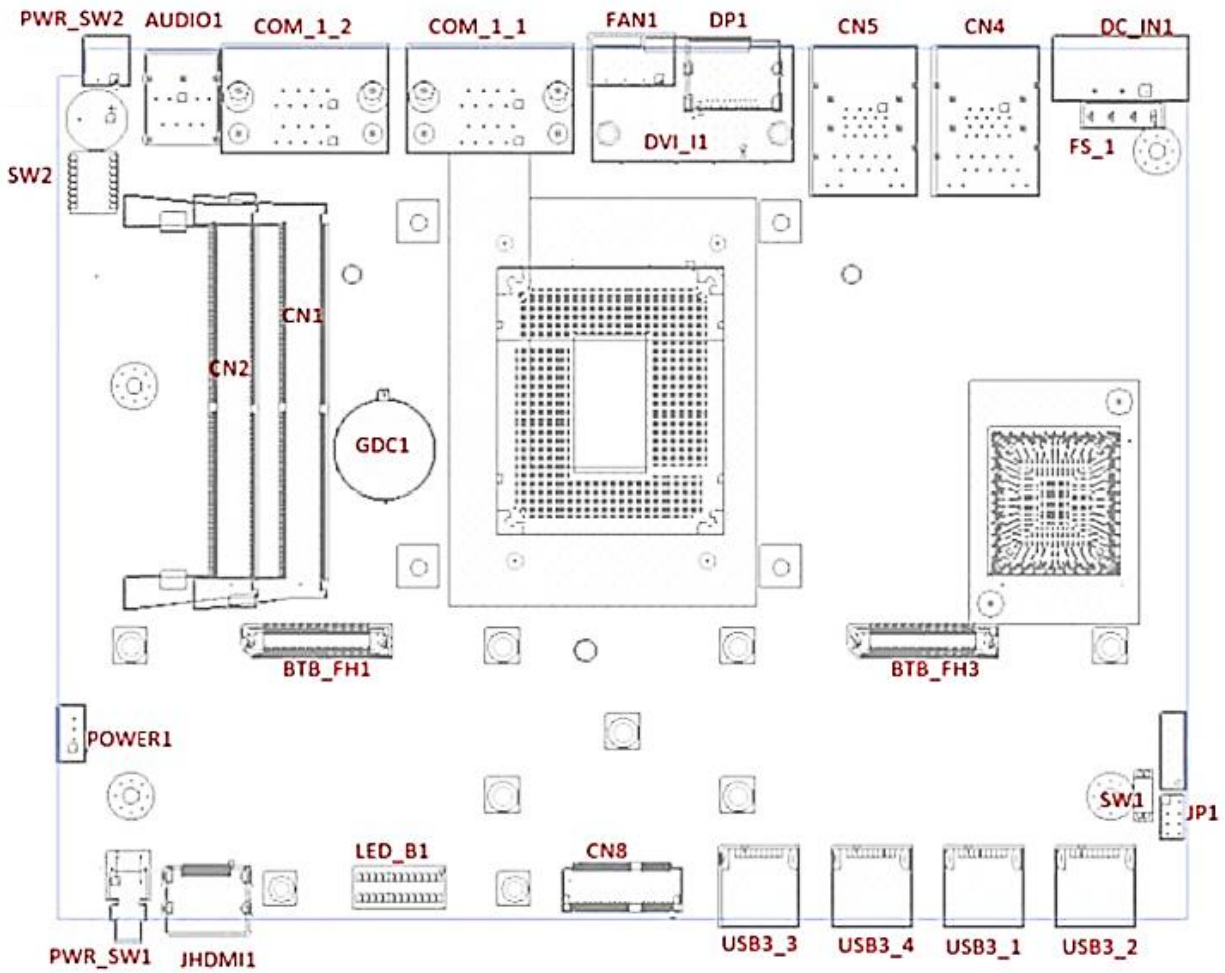 PWR_SW2
AUDIO1
COM_1_2
COM_1_1
FAN1
DP1
CN5
CN4
DC_IN1
DVI_I1
FS_1
SW2
CN1
CN2
GDC1
BTB_FH1
BTB_FH3
POWER1
SW1
JP1
LED_B1
CN8
PWR_SW1
JHDMI1
USB3_3
USB3_4
USB3_1
USB3_2